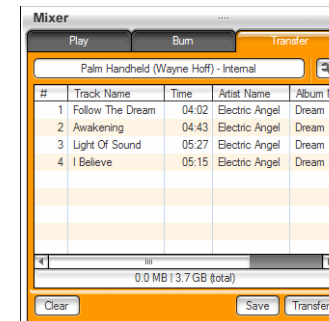 Mixer
Play Burn Transfer
Palm Handheld (Wayne Hoff) - Internal
# Track Name Time Artist Name Album N
1 Follow The Dream 04:02 Electric Angel Dream
2 Awakening 04:43 Electric Angel Dream
3 Light Of Sound 05:27 Electric Angel Dream
4 I Believe 05:15 Electric Angel Dream
0.0 MB | 3.7 GB (total)
Clear Save Transfer